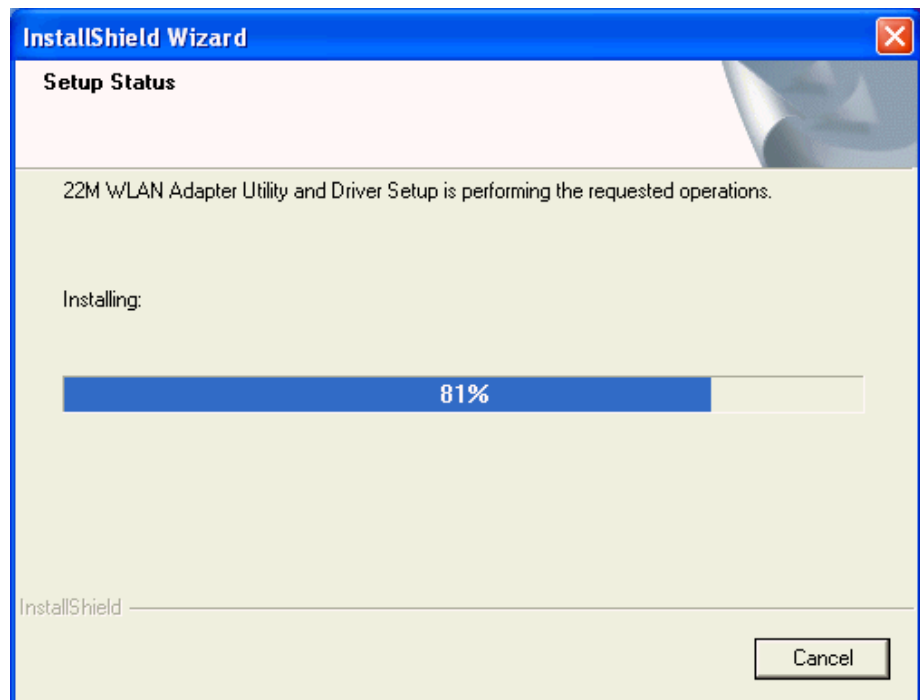 InstallShield Wizard
Setup Status
22M WLAN Adapter Utility and Driver Setup is performing the requested operations.
Installing:
81%
InstallShield
Cancel